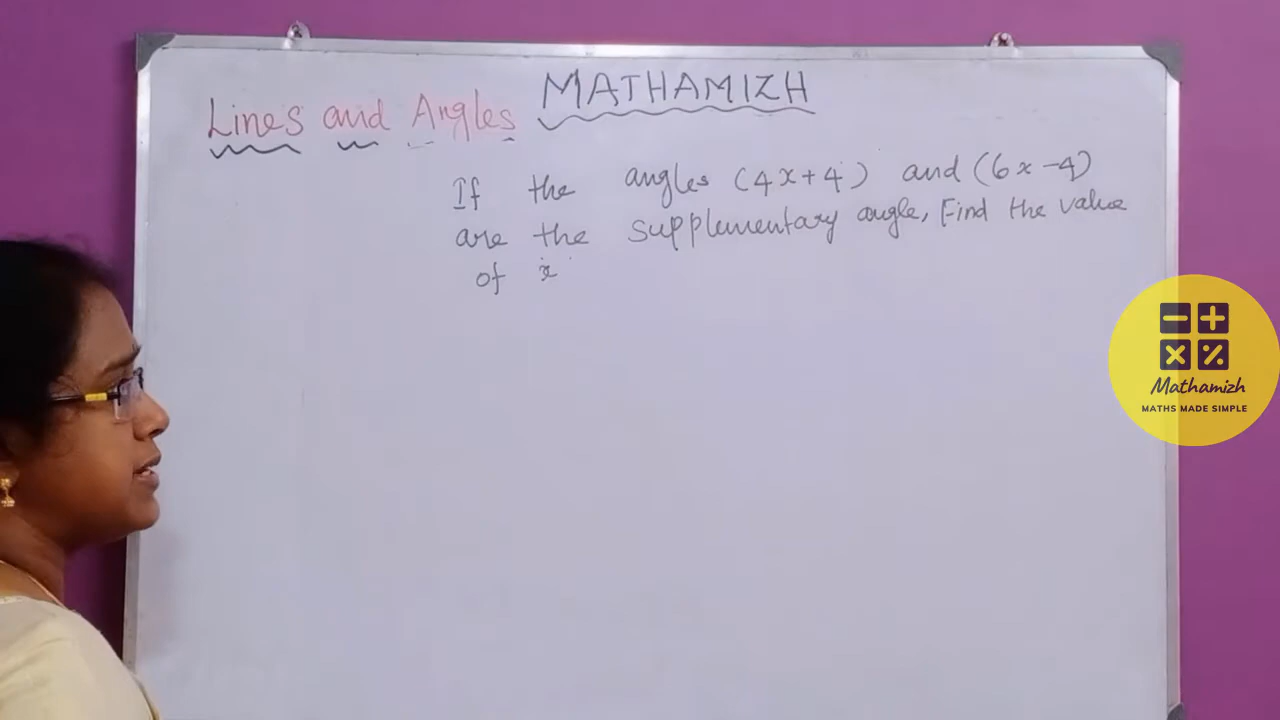 MATHAMIZH
Lines and Angles
If the angles (4x+4) and (6x-4)
are the supplementary angle, Find the value
of x
Mathamizh
MATHS MADE SIMPLE